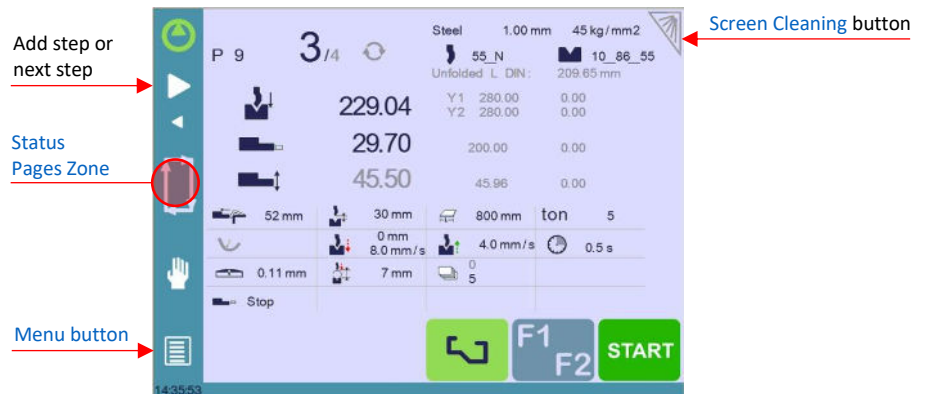 Screen Cleaning button
Add step or
next step
Status
Pages Zone
Menu button
P 9 3/4
Steel 1.00 mm 45 kg/mm2
55_N 10_86_55
Unfolded L DIN: 209.65 mm
229.04 Y1 280.00 0.00
Y2 280.00 0.00
29.70 200.00 0.00
45.50 45.96 0.00
52 mm 30 mm 800 mm ton 5
0 mm
8.0 mm/s 4.0 mm/s 0.5 s
0.11 mm 7 mm 0
5
Stop
F1
F2
START
14:35:53